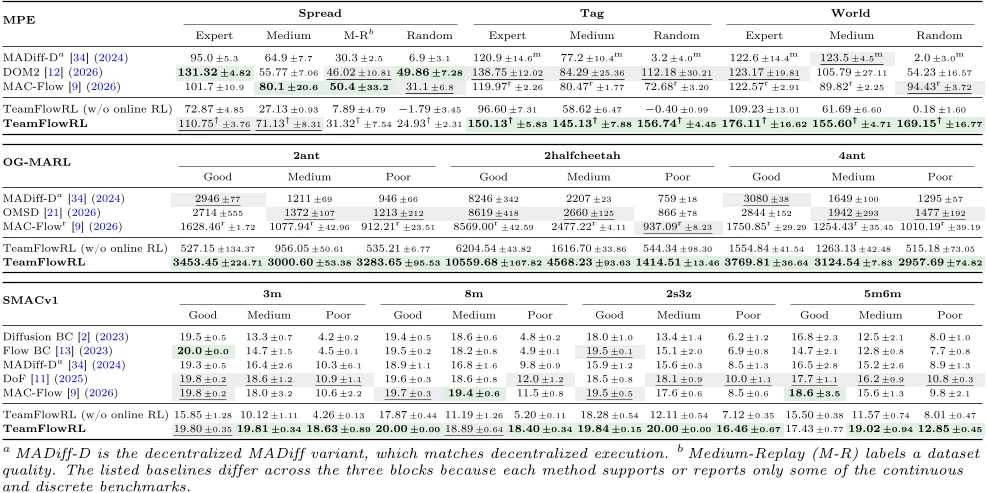 MPE Spread Tag World
Expert Medium M-R^b Random Expert Medium Random Expert Medium Random
MADiff-D^a [34] (2024) 95.0 ±5.3 64.9 ±7.7 30.3 ±2.5 6.9 ±3.1 120.9 ±14.6^m 77.2 ±10.4^m 3.2 ±4.0^m 122.6 ±14.4^m 123.5 ±4.5^m 2.0 ±3.0^m
DOM2 [12] (2026) 131.32 ±4.82 55.77 ±7.06 46.02 ±10.81 49.86 ±7.28 138.75 ±12.02 84.29 ±25.36 112.18 ±30.21 123.17 ±19.81 105.79 ±27.11 54.23 ±16.57
MAC-Flow [9] (2026) 101.7 ±10.9 80.1 ±20.6 50.4 ±33.2 31.1 ±6.8 119.97^r ±2.26 80.47^r ±1.77 72.68^r ±3.20 122.57^r ±2.91 89.82^r ±2.25 94.43^r ±3.72
TeamFlowRL (w/o online RL) 72.87 ±4.85 27.13 ±0.93 7.89 ±4.79 −1.79 ±3.45 96.60 ±7.31 58.62 ±6.47 −0.40 ±0.99 109.23 ±13.01 61.69 ±6.60 0.18 ±1.60
TeamFlowRL 110.75† ±3.76 71.13† ±8.31 31.32† ±7.54 24.93† ±2.31 150.13† ±5.83 145.13† ±7.88 156.74† ±4.45 176.11† ±16.62 155.60† ±4.71 169.15† ±16.77
OG-MARL 2ant 2halfcheetah 4ant
Good Medium Poor Good Medium Poor Good Medium Poor
MADiff-D^a [34] (2024) 2946 ±77 1211 ±69 946 ±66 8246 ±342 2207 ±23 759 ±18 3080 ±38 1649 ±100 1295 ±57
OMSD [21] (2026) 2714 ±555 1372 ±107 1213 ±212 8619 ±418 2660 ±125 866 ±78 2844 ±152 1942 ±293 1477 ±192
MAC-Flow^r [9] (2026) 1628.46^r ±1.72 1077.94^r ±42.96 912.21^r ±23.51 8569.00^r ±42.59 2477.22^r ±4.11 937.09^r ±8.23 1750.85^r ±29.29 1254.43^r ±35.45 1010.19^r ±39.19
TeamFlowRL (w/o online RL) 527.15 ±134.37 956.05 ±50.61 535.21 ±6.77 6204.54 ±43.82 1616.70 ±33.86 544.34 ±98.30 1554.84 ±41.54 1263.13 ±42.48 515.18 ±73.05
TeamFlowRL 3453.45 ±224.71 3000.60 ±53.38 3283.65 ±95.53 10559.68 ±167.82 4568.23 ±93.63 1414.51 ±13.46 3769.81 ±36.64 3124.54 ±7.83 2957.69 ±74.82
SMACv1 3m 8m 2s3z 5m6m
Good Medium Poor Good Medium Poor Good Medium Poor Good Medium Poor
Diffusion BC [2] (2023) 19.5 ±0.5 13.3 ±0.7 4.2 ±0.2 19.4 ±0.5 18.6 ±0.6 4.8 ±0.2 18.0 ±1.0 13.4 ±1.4 6.2 ±1.2 16.8 ±2.3 12.5 ±2.1 8.0 ±1.0
Flow BC [13] (2023) 20.0 ±0.0 14.7 ±1.5 4.5 ±0.1 19.5 ±0.2 18.2 ±0.8 4.9 ±0.1 19.5 ±0.1 15.1 ±2.0 6.9 ±0.8 14.7 ±2.1 12.8 ±0.8 7.7 ±0.8
MADiff-D^a [34] (2024) 19.3 ±0.5 16.4 ±2.6 10.3 ±6.1 18.9 ±1.1 16.8 ±1.6 9.8 ±0.9 15.9 ±1.2 15.6 ±0.3 8.5 ±1.3 16.5 ±2.8 15.2 ±2.6 8.9 ±1.3
DoF [11] (2025) 19.8 ±0.2 18.6 ±1.2 10.9 ±1.1 19.6 ±0.3 18.6 ±0.8 12.0 ±1.2 18.5 ±0.8 18.1 ±0.9 10.0 ±1.1 17.7 ±1.1 16.2 ±0.9 10.8 ±0.3
MAC-Flow [9] (2026) 19.8 ±0.2 18.0 ±3.2 10.6 ±2.2 19.7 ±0.3 19.4 ±0.6 11.5 ±0.8 19.5 ±0.5 17.6 ±0.6 8.5 ±0.6 18.6 ±3.5 15.6 ±1.3 9.8 ±2.1
TeamFlowRL (w/o online RL) 15.85 ±1.28 10.12 ±1.11 4.26 ±0.13 17.87 ±0.44 11.19 ±1.26 5.20 ±0.11 18.28 ±0.54 12.11 ±0.54 7.12 ±0.35 15.50 ±0.38 11.57 ±0.74 8.01 ±0.47
TeamFlowRL 19.80 ±0.35 19.81 ±0.34 18.63 ±0.89 20.00 ±0.00 18.89 ±0.64 18.40 ±0.34 19.84 ±0.15 20.00 ±0.00 16.46 ±0.67 17.43 ±0.77 19.02 ±0.94 12.85 ±0.45
^a MADiff-D is the decentralized MADiff variant, which matches decentralized execution. ^b Medium-Replay (M-R) labels a dataset
quality. The listed baselines differ across the three blocks because each method supports or reports only some of the continuous
and discrete benchmarks.